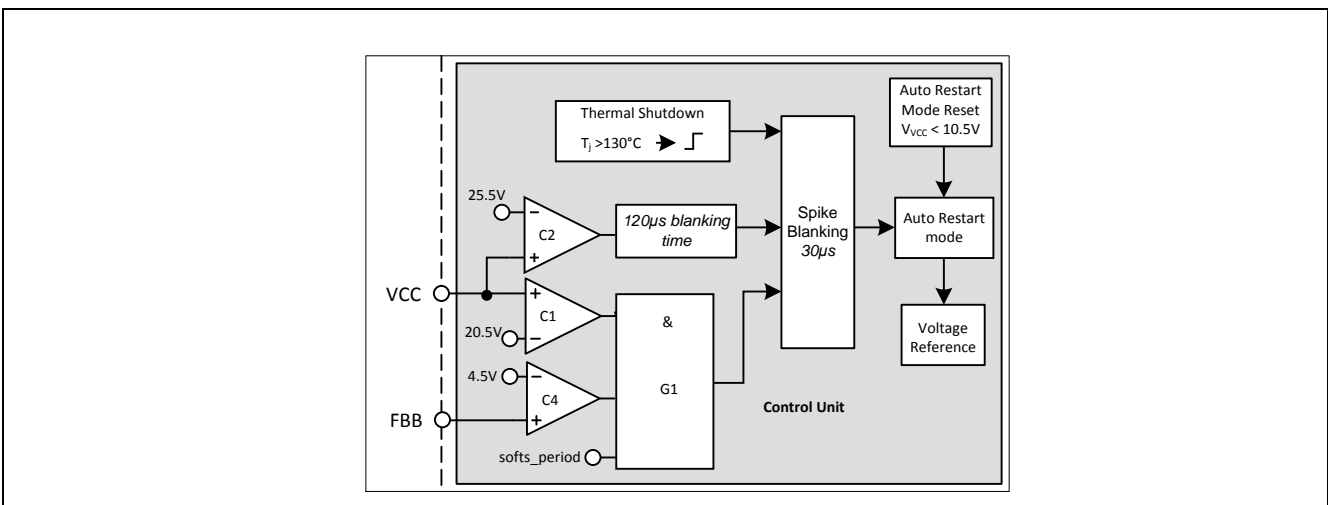 Auto Restart
Mode Reset
VVCC < 10.5V
Thermal Shutdown
Tj >130°C
25.5V
C2
120µs blanking
time
Spike
Blanking
30µs
Auto Restart
mode
VCC
C1
20.5V
&
G1
Voltage
Reference
4.5V
C4
FBB
Control Unit
softs_period